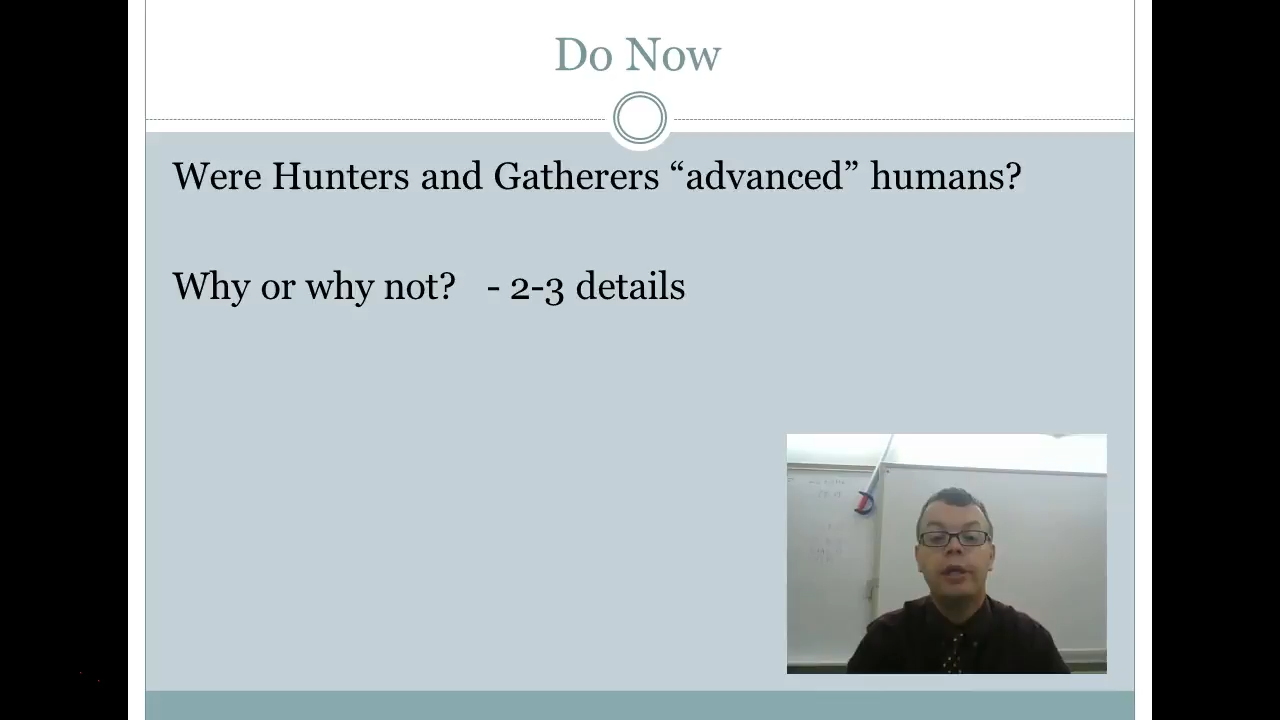 Do Now
Were Hunters and Gatherers “advanced” humans?
Why or why not?   - 2-3 details